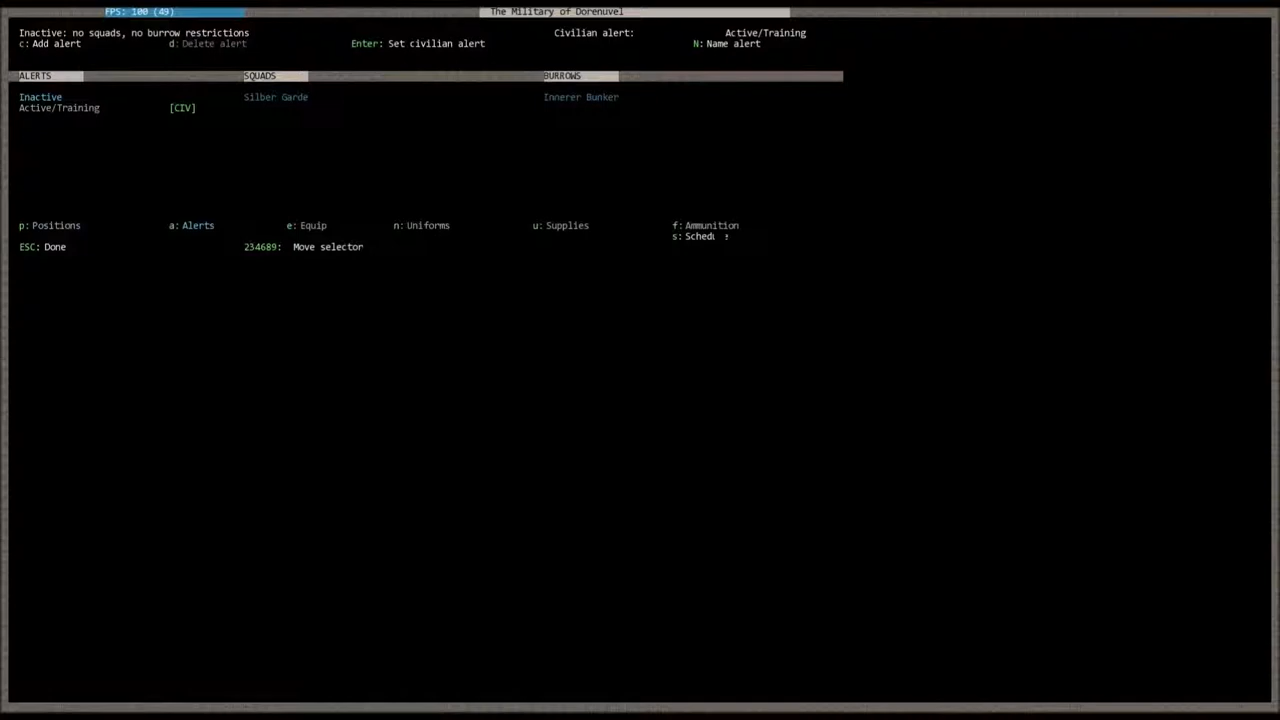 FPS: 100 (49) The Military of Dorenuvel
Inactive: no squads, no burrow restrictions Civilian alert: Active/Training
c: Add alert d: Delete alert Enter: Set civilian alert N: Name alert
ALERTS SQUADS BURROWS
Inactive Silber Garde Innerer Bunker
Active/Training [CIV]
p: Positions a: Alerts e: Equip n: Uniforms u: Supplies f: Ammunition
s:
ESC: Done 234689: Move selector